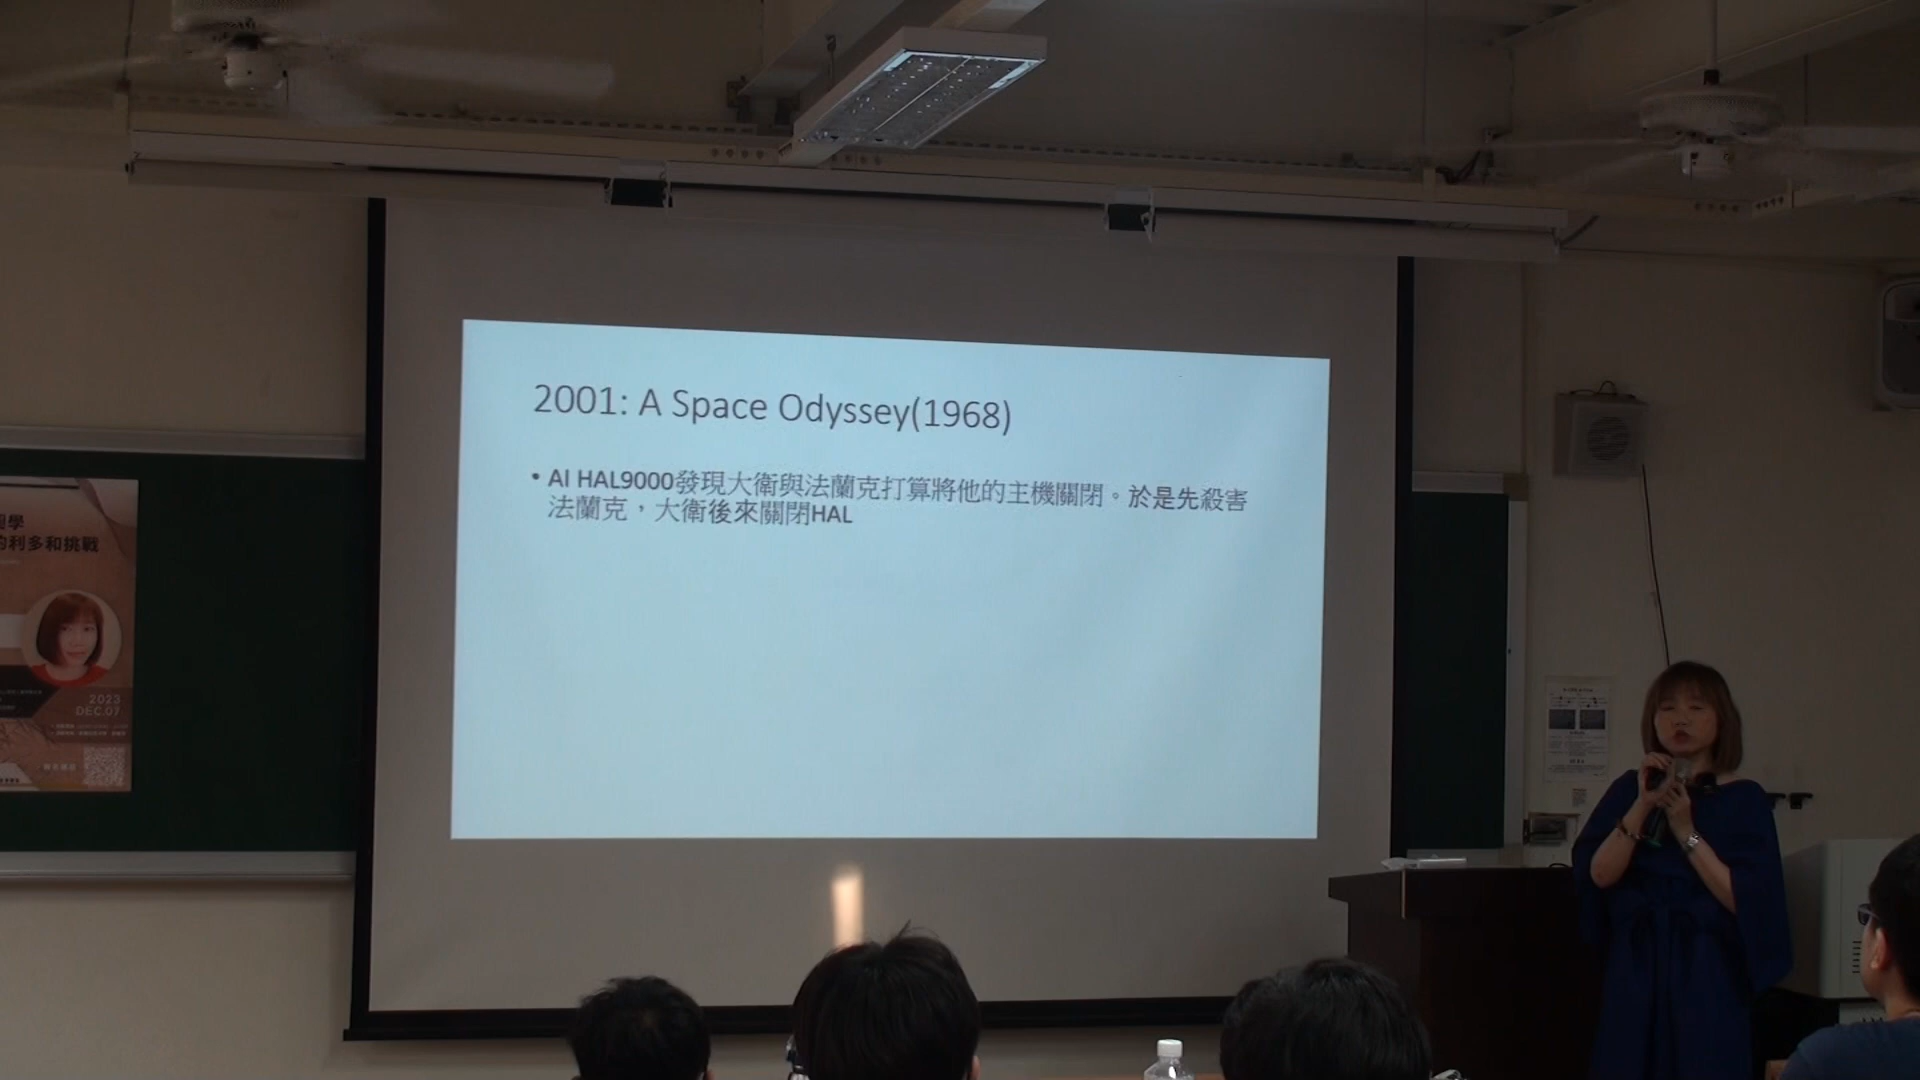 2001: A Space Odyssey(1968)
• AI HAL9000發現大衛與法蘭克打算將他的主機關閉。於是先殺害
法蘭克，大衛後來關閉HAL
學
的利多和挑戰
2023
DEC.07